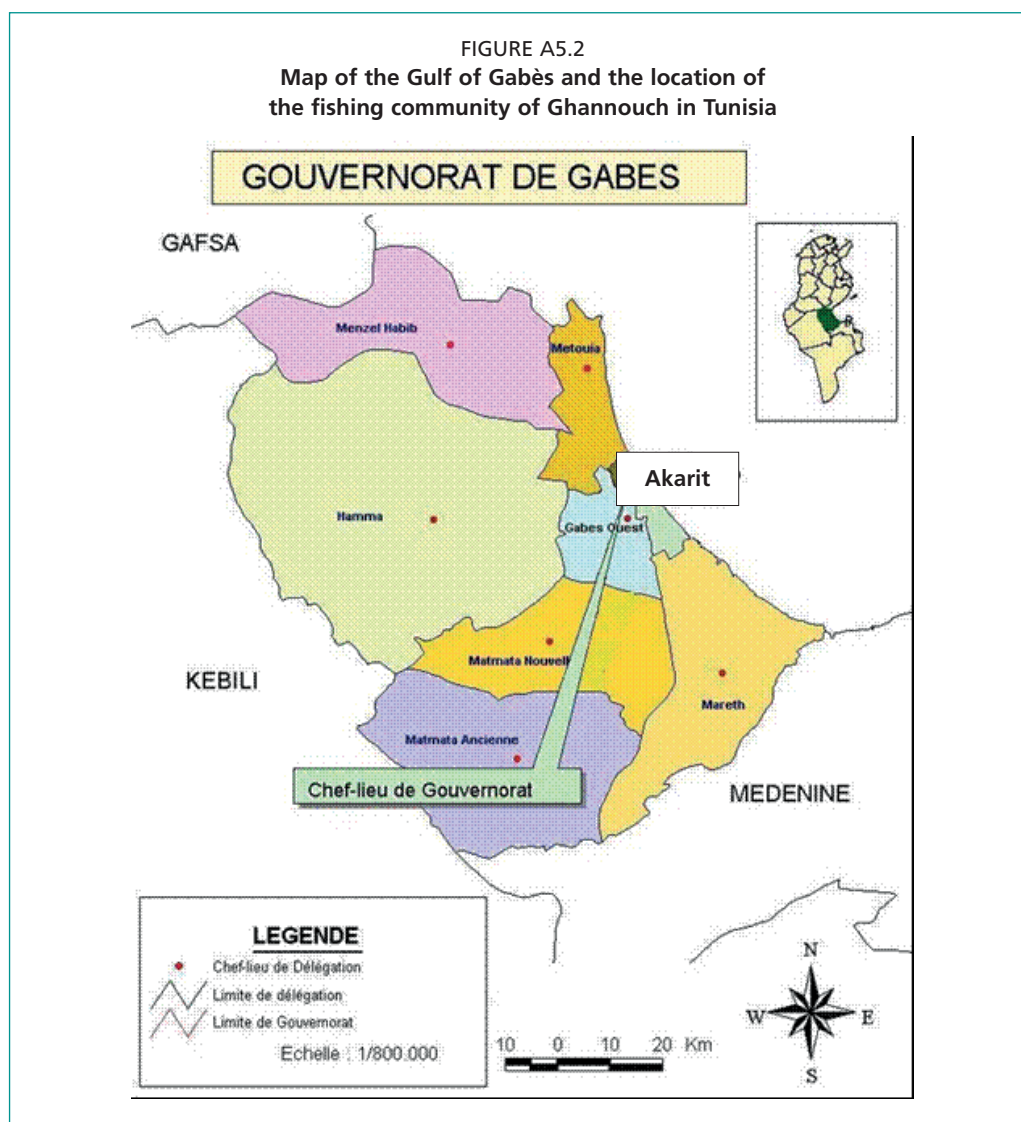 FIGURE A5.2
Map of the Gulf of Gabès and the location of
the fishing community of Ghannouch in Tunisia
GOUVERNORAT DE GABES
GAFSA
Menzel Habib
Metouia
Akarit
Hamma
Gabes Ouest
Matmata Nouvell
KEBILI
Mareth
Matmata Ancienne
Chef-lieu de Gouvernorat
MEDENINE
LEGENDE
Chef-lieu de Délégation
Limite de délégation
Limite de Gouvernorat
Echelle : 1/800.000
10 0 10 20 Km
N
W E
S